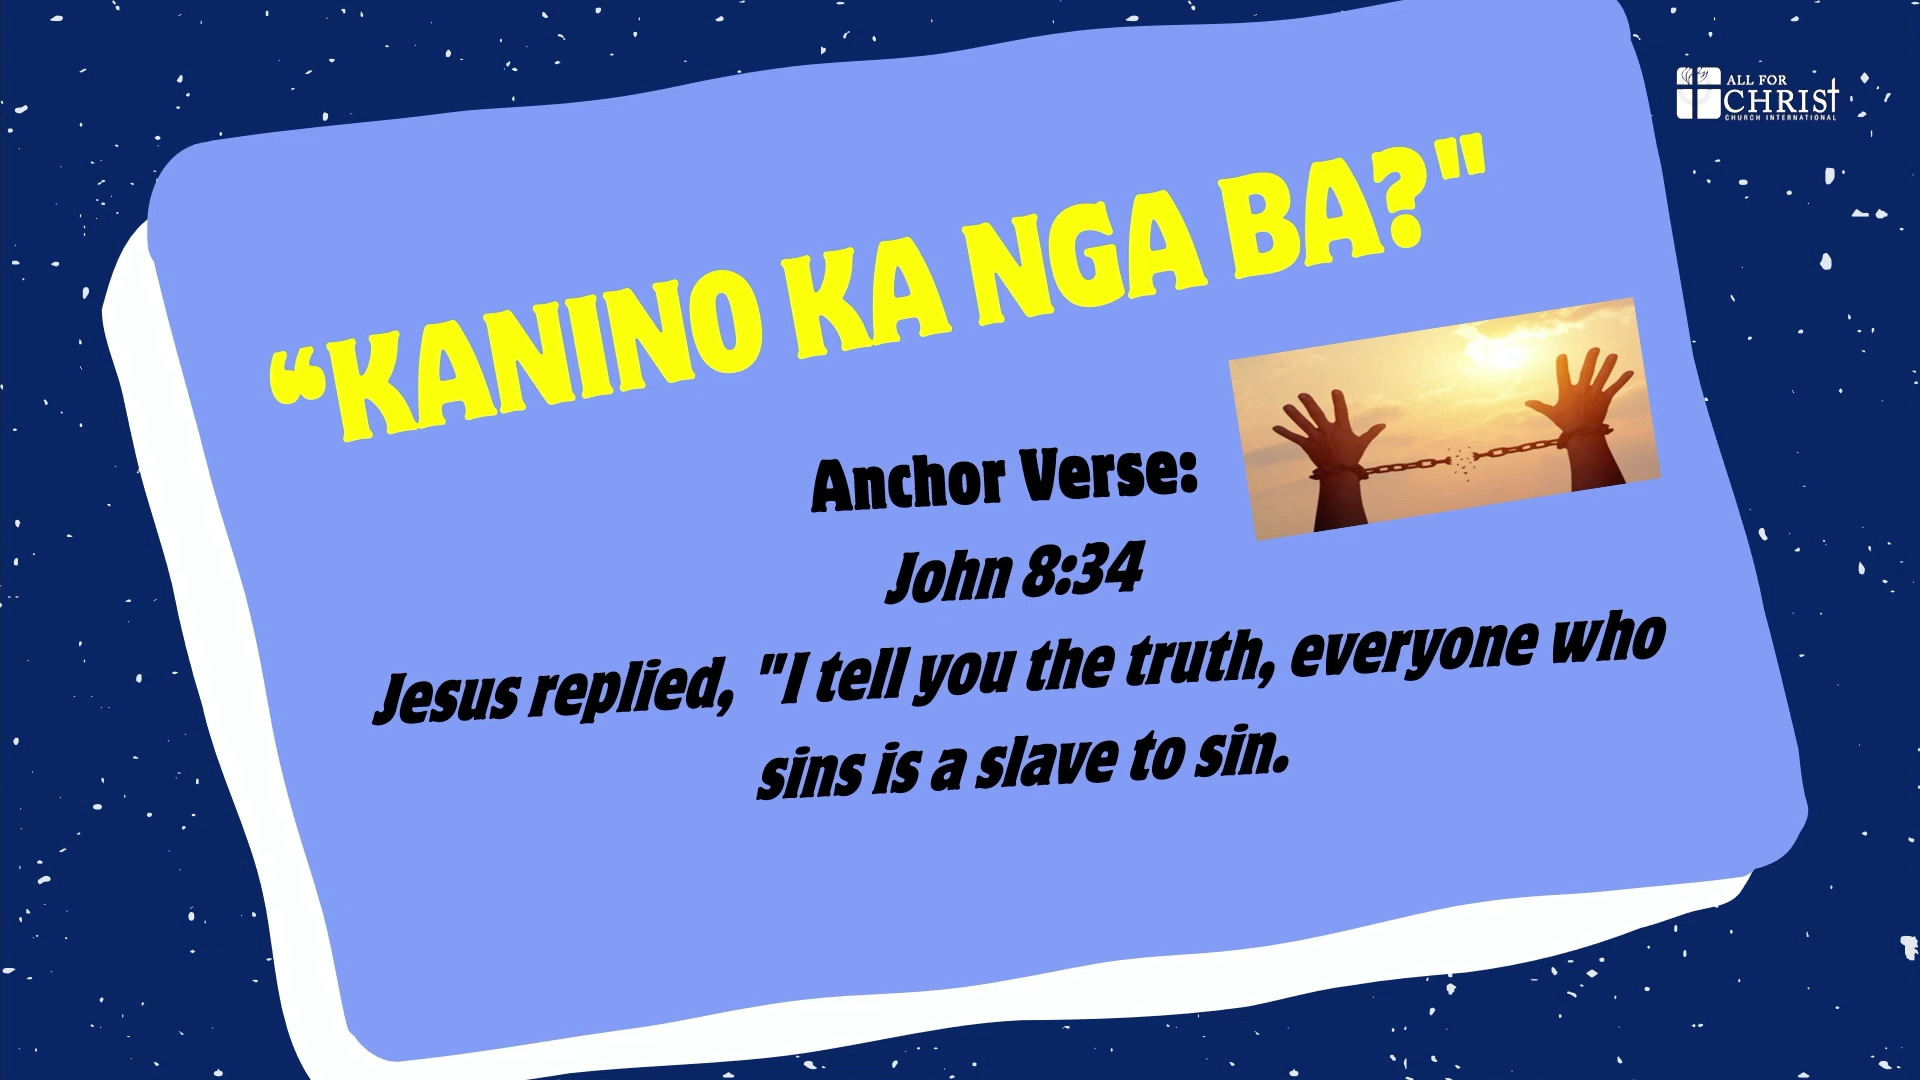 ALL FOR
CHRIST
CHURCH INTERNATIONAL
“KANINO KA NGA BA?"
Anchor Verse:
John 8:34
Jesus replied, "I tell you the truth, everyone who
sins is a slave to sin.